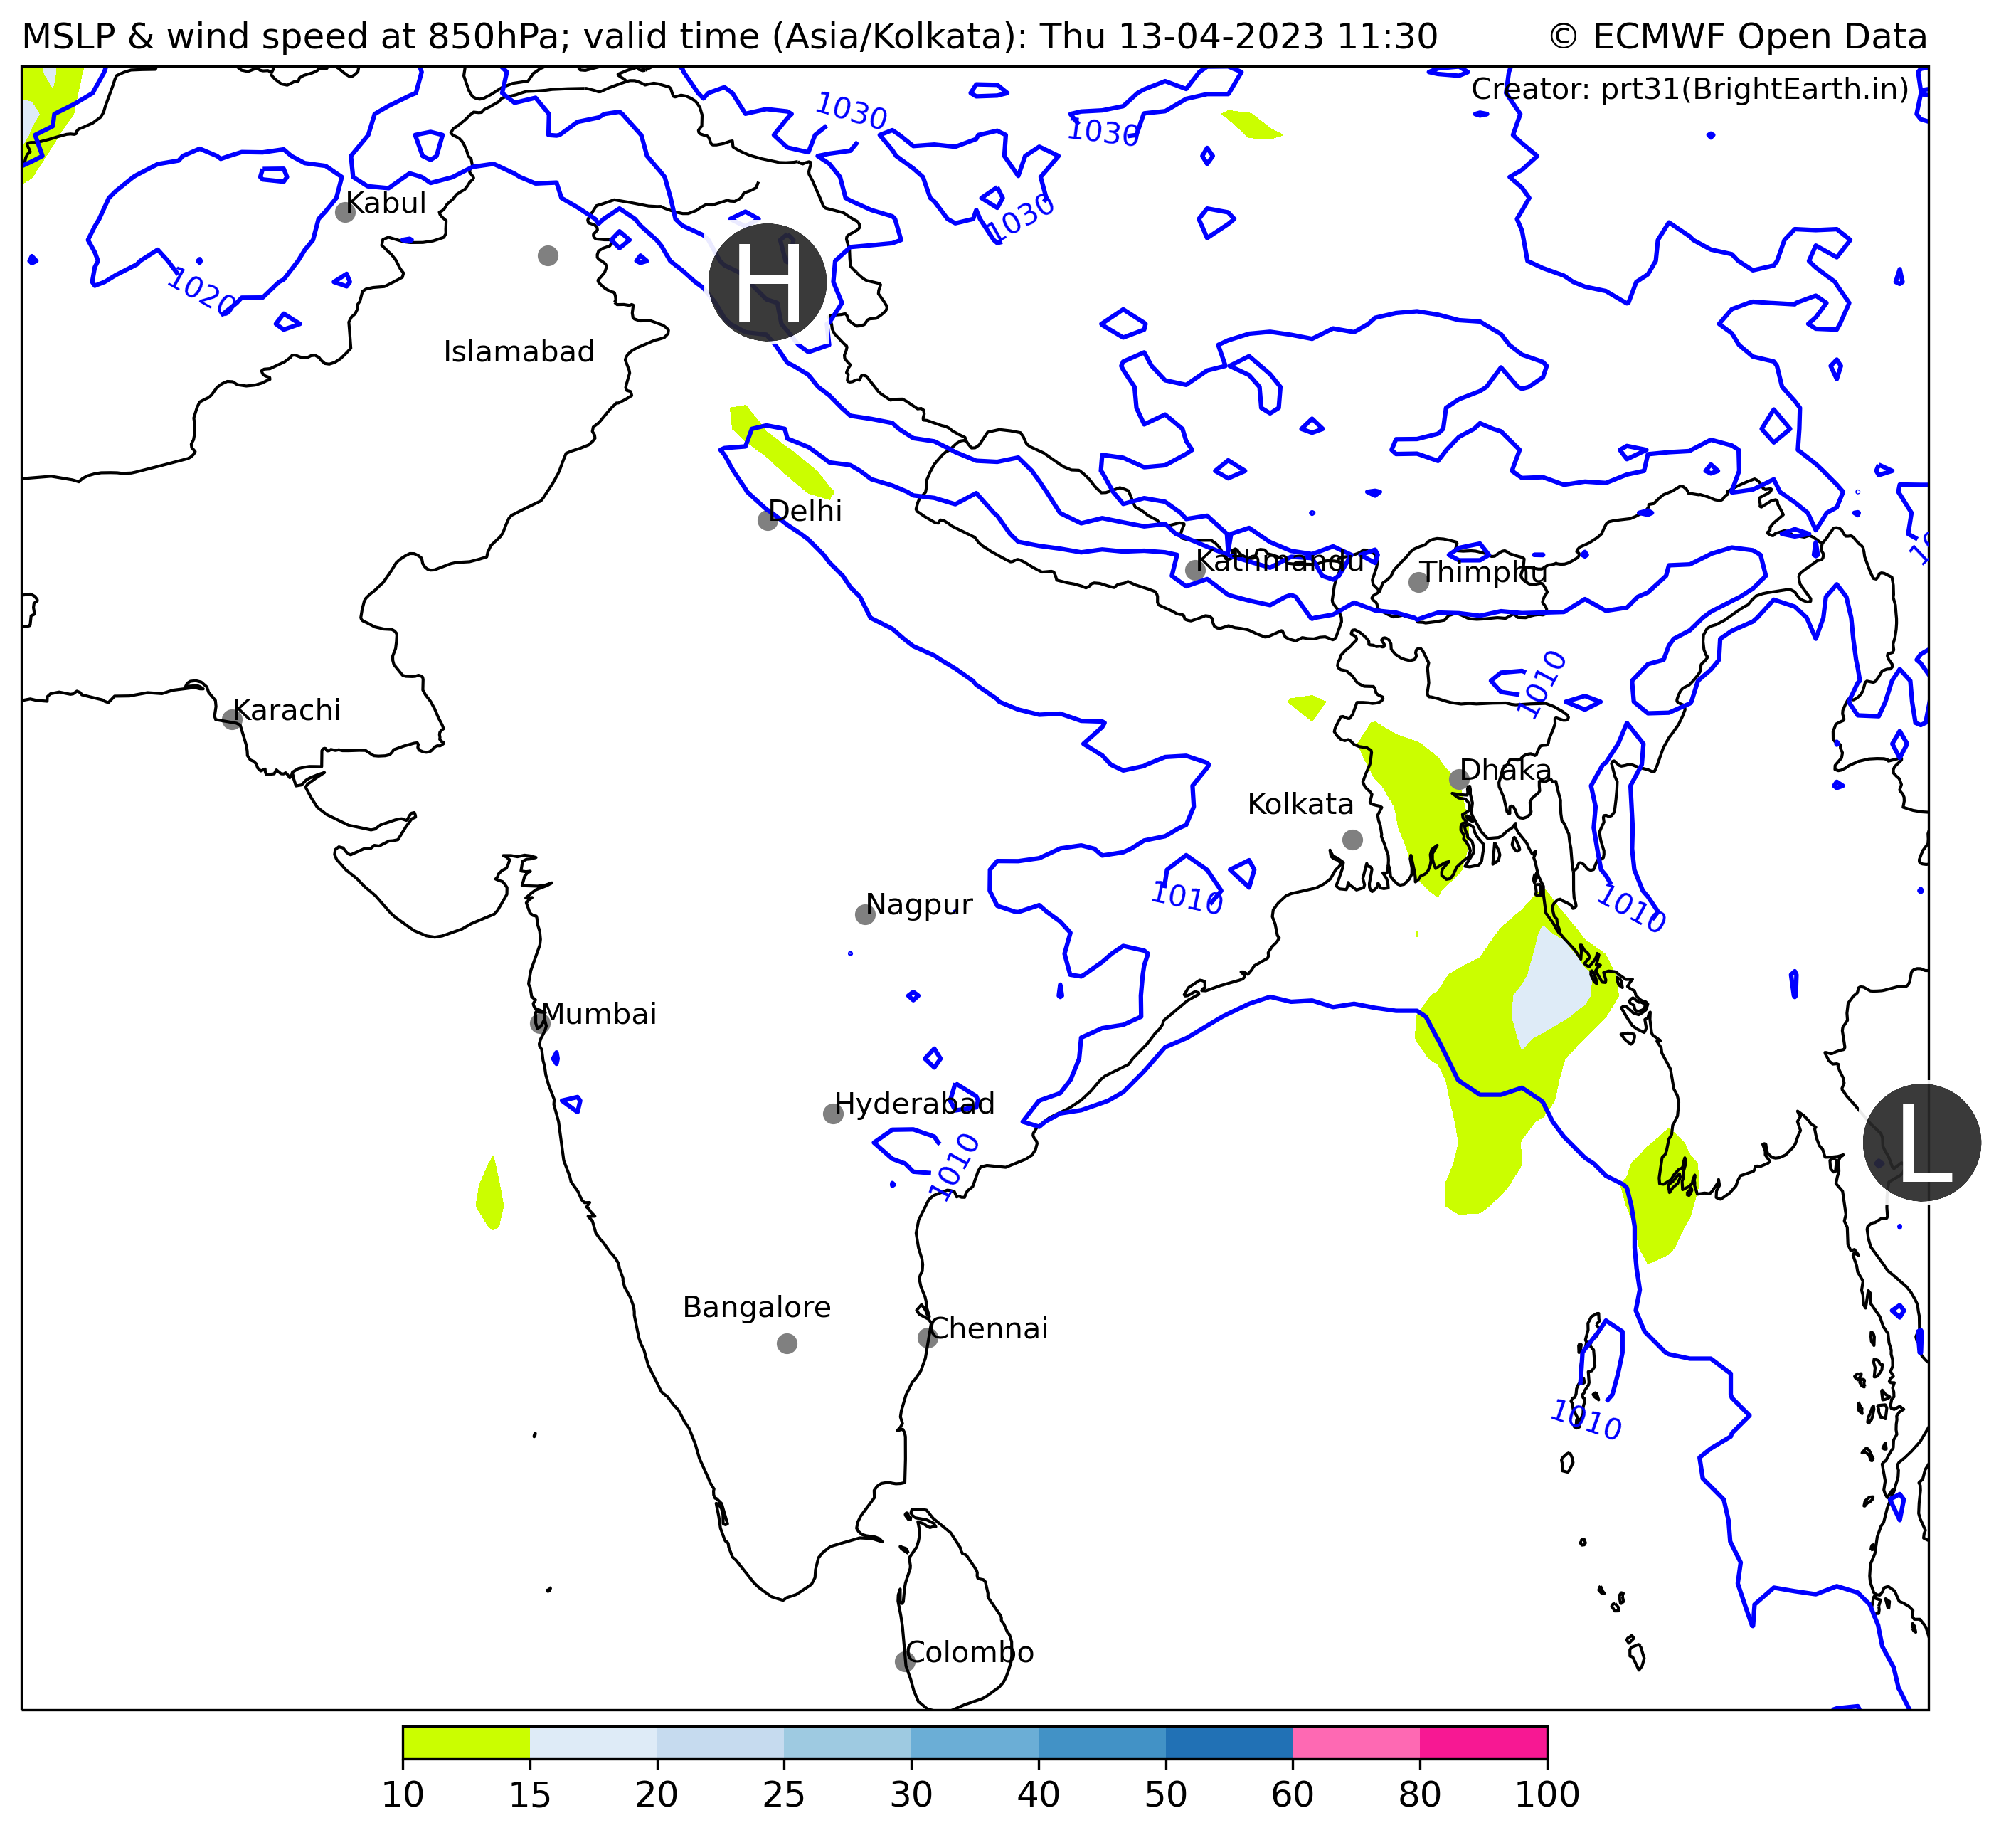 MSLP & wind speed at 850hPa; valid time (Asia/Kolkata): Thu 13-04-2023 11:30 © ECMWF Open Data
Creator: prt31(BrightEarth.in)
1030
1030
1030
Kabul
H
1020
Islamabad
Delhi
Kathmandu
Thimphu
1010
Karachi
Dhaka
Kolkata
Nagpur
1010
1010
Mumbai
Hyderabad
L
1010
Bangalore
Chennai
1010
Colombo
10 15 20 25 30 40 50 60 80 100